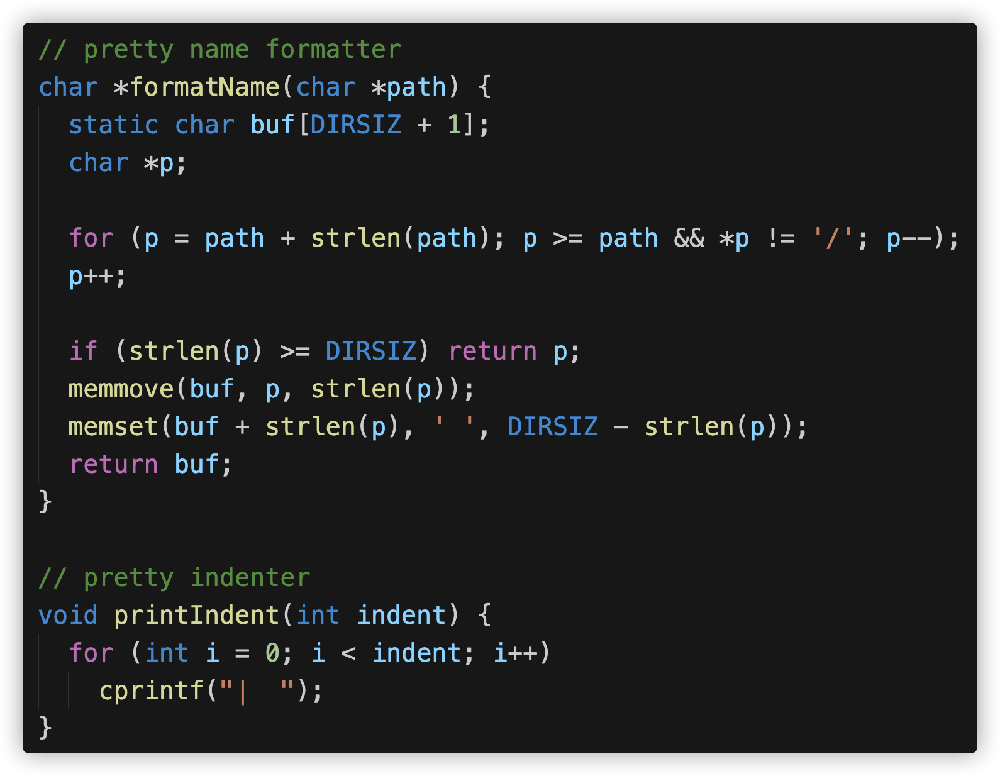 // pretty name formatter
char *formatName(char *path) {
  static char buf[DIRSIZ + 1];
  char *p;

  for (p = path + strlen(path); p >= path && *p != '/'; p--);
  p++;

  if (strlen(p) >= DIRSIZ) return p;
  memmove(buf, p, strlen(p));
  memset(buf + strlen(p), ' ', DIRSIZ - strlen(p));
  return buf;
}

// pretty indenter
void printIndent(int indent) {
  for (int i = 0; i < indent; i++)
    cprintf("|  ");
}